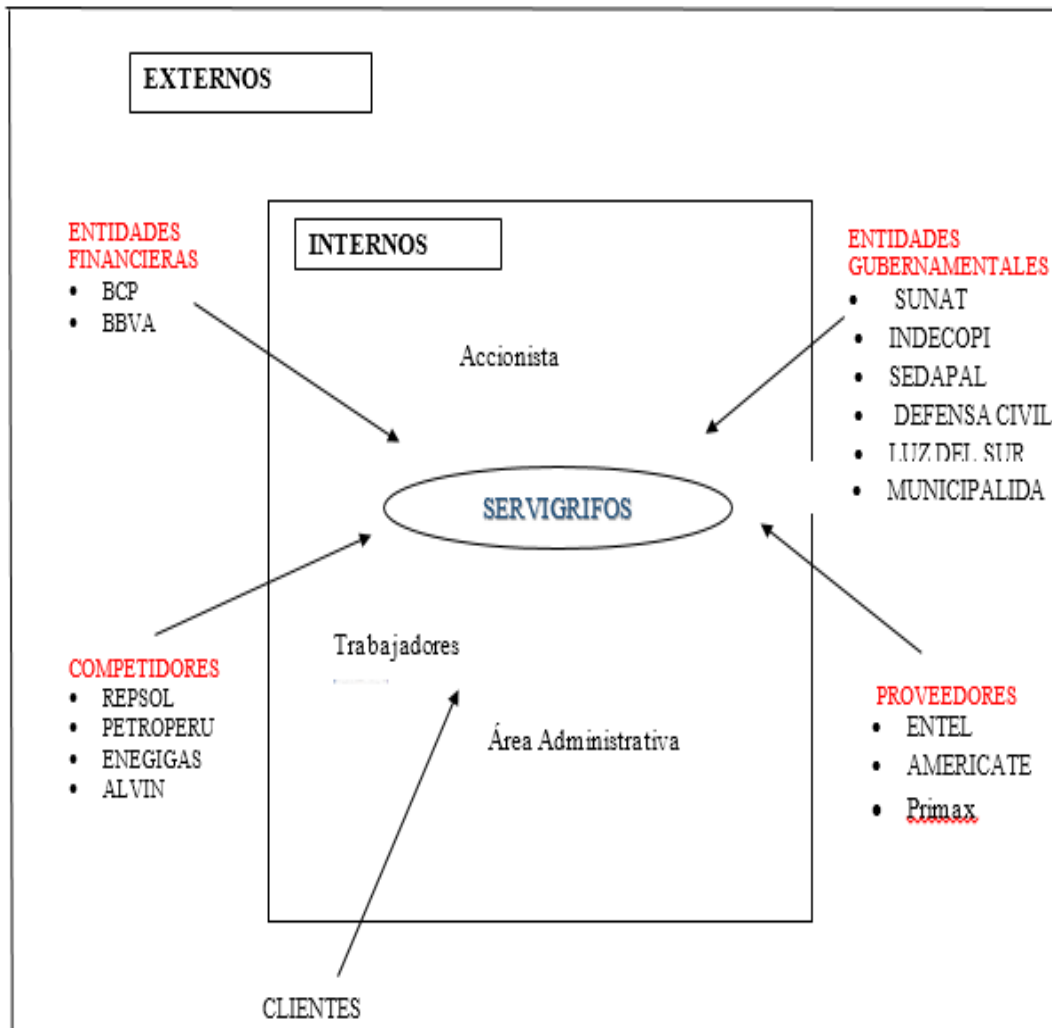 EXTERNOS
ENTIDADES
FINANCIERAS
• BCP
• BBVA
INTERNOS
Accionista
ENTIDADES
GUBERNAMENTALES
• SUNAT
• INDECOPI
• SEDAPAL
• DEFENSA CIVIL
• LUZ DEL SUR
• MUNICIPALIDA
SERVIGRIFOS
Trabajadores
Área Administrativa
COMPETIDORES
• REPSOL
• PETROPERU
• ENEGIGAS
• ALVIN
PROVEEDORES
• ENTEL
• AMERICATE
• Primax
CLIENTES